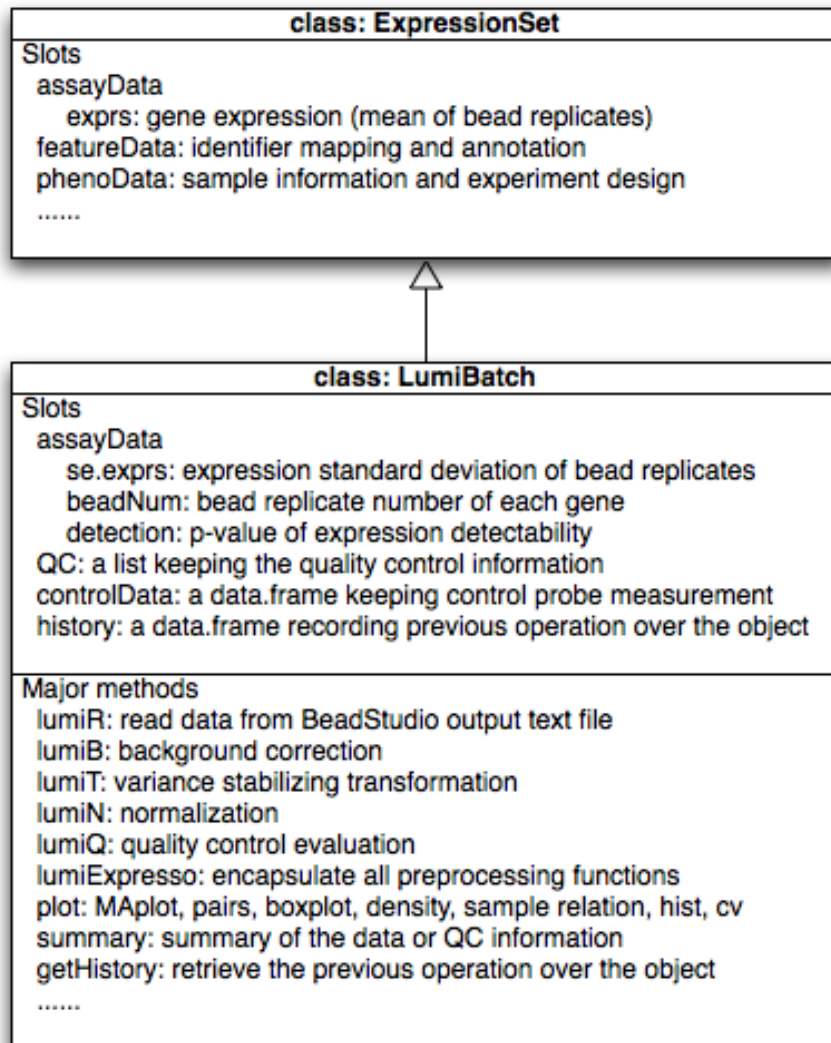 class: ExpressionSet
Slots
assayData
exprs: gene expression (mean of bead replicates)
featureData: identifier mapping and annotation
phenoData: sample information and experiment design
......
class: LumiBatch
Slots
assayData
se.exprs: expression standard deviation of bead replicates
beadNum: bead replicate number of each gene
detection: p-value of expression detectability
QC: a list keeping the quality control information
controlData: a data.frame keeping control probe measurement
history: a data.frame recording previous operation over the object
Major methods
lumiR: read data from BeadStudio output text file
lumiB: background correction
lumiT: variance stabilizing transformation
lumiN: normalization
lumiQ: quality control evaluation
lumiExpresso: encapsulate all preprocessing functions
plot: MAplot, pairs, boxplot, density, sample relation, hist, cv
summary: summary of the data or QC information
getHistory: retrieve the previous operation over the object
......